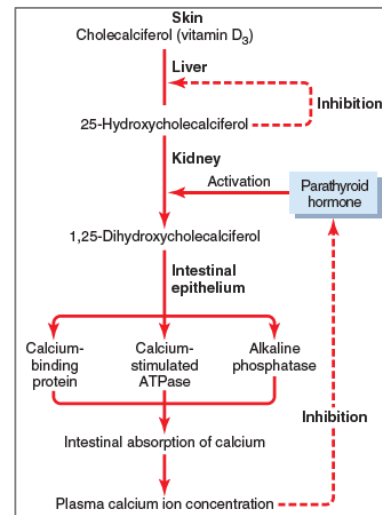 Skin
Cholecalciferol (vitamin D3)
Liver
Inhibition
25-Hydroxycholecalciferol
Kidney
Activation
Parathyroid
hormone
1,25-Dihydroxycholecalciferol
Intestinal
epithelium
Calcium-
binding
protein
Calcium-
stimulated
ATPase
Alkaline
phosphatase
Inhibition
Intestinal absorption of calcium
Plasma calcium ion concentration